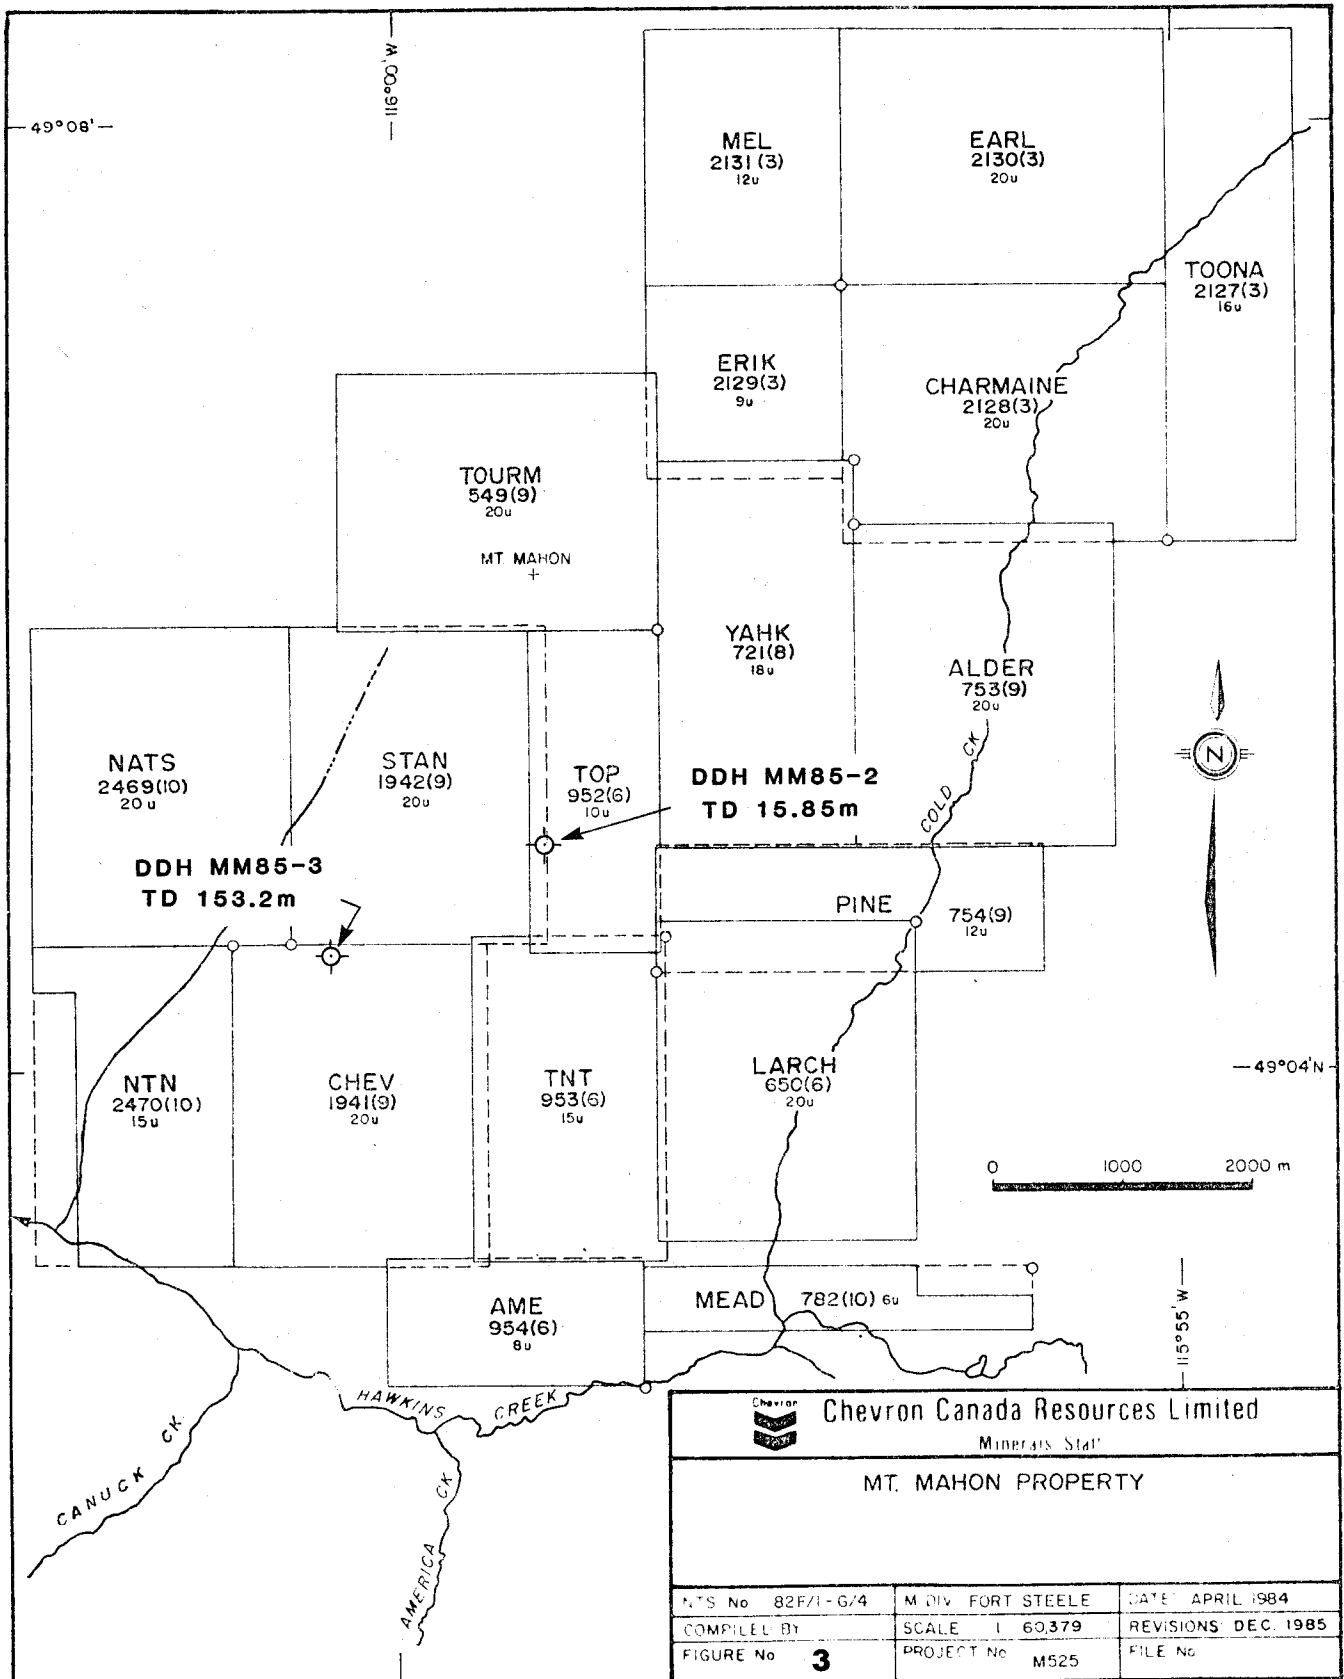 116°00'W
49°08'
MEL
2131(3)
12u
EARL
2130(3)
20u
TOONA
2127(3)
16u
ERIK
2129(3)
9u
CHARMAINE
2128(3)
20u
TOURM
549(9)
20u
MT. MAHON
YAHK
721(8)
18u
ALDER
753(9)
20u
NATS
2469(10)
20u
STAN
1942(9)
20u
TOP
952(6)
10u
DDH MM85-2
TD 15.85m
COLD CK
N
DDH MM85-3
TD 153.2m
PINE
754(9)
12u
NTN
2470(10)
15u
CHEV
1941(9)
20u
TNT
953(6)
15u
LARCH
650(6)
20u
49°04'N
0 1000 2000 m
AME
954(6)
8u
MEAD 782(10) 6u
115°55'W
HAWKINS CREEK
CANUCK CK.
AMERICA CK
Chevron
Chevron Canada Resources Limited
Minerals Staff
MT. MAHON PROPERTY
NTS No 82F/1-G/4
M DIV FORT STEELE
DATE APRIL 1984
COMPILED BY
SCALE 1 60,379
REVISIONS DEC. 1985
FIGURE No 3
PROJECT No M525
FILE No